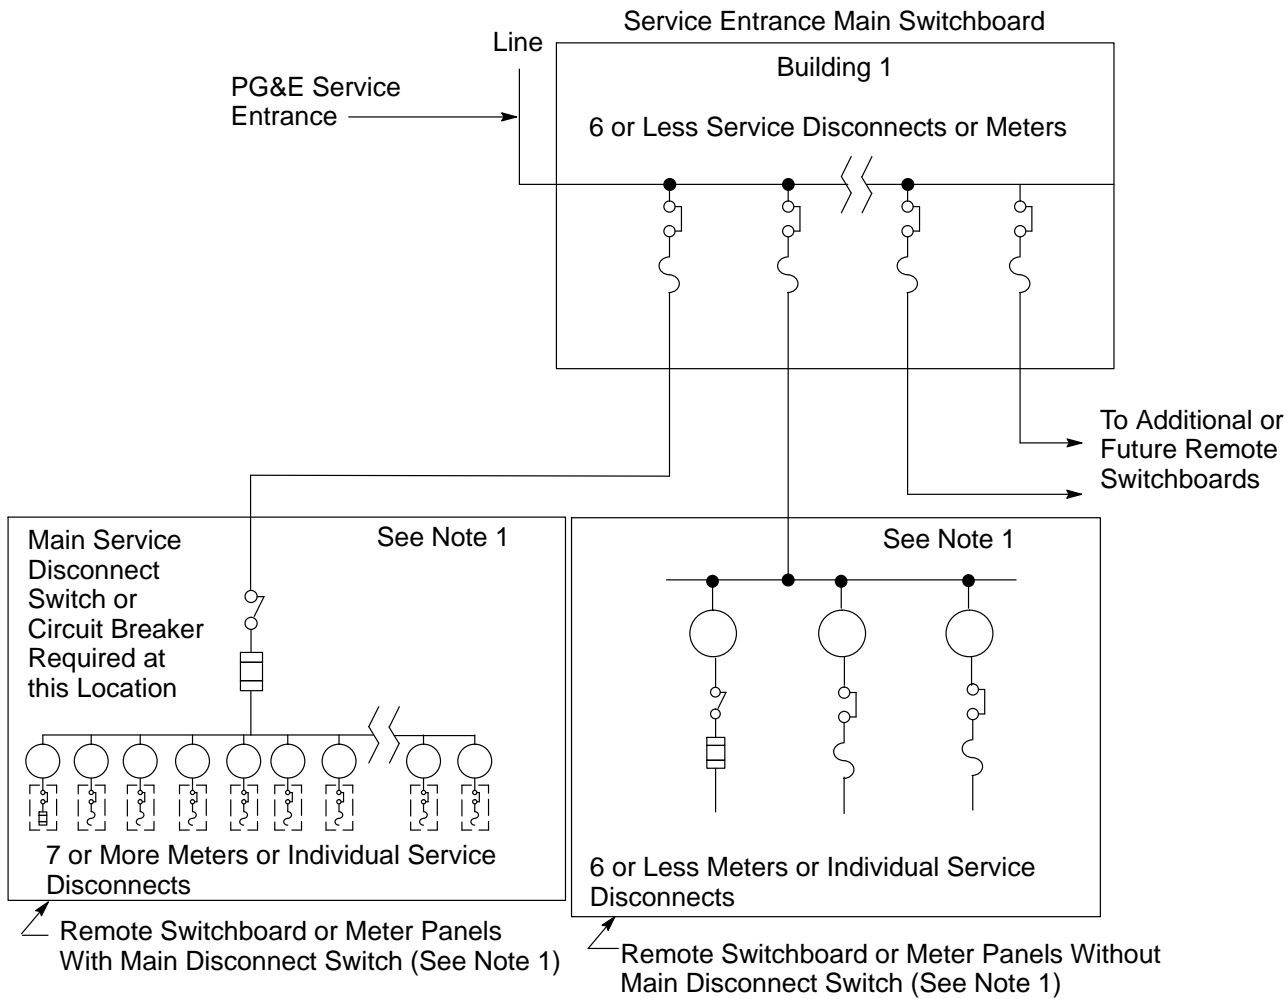 Service Entrance Main Switchboard
Line
Building 1
PG&E Service
Entrance
6 or Less Service Disconnects or Meters
To Additional or
Future Remote
Switchboards
Main Service
Disconnect
Switch or
Circuit Breaker
Required at
this Location
See Note 1
7 or More Meters or Individual Service
Disconnects
See Note 1
6 or Less Meters or Individual Service
Disconnects
Remote Switchboard or Meter Panels
With Main Disconnect Switch (See Note 1)
Remote Switchboard or Meter Panels Without
Main Disconnect Switch (See Note 1)